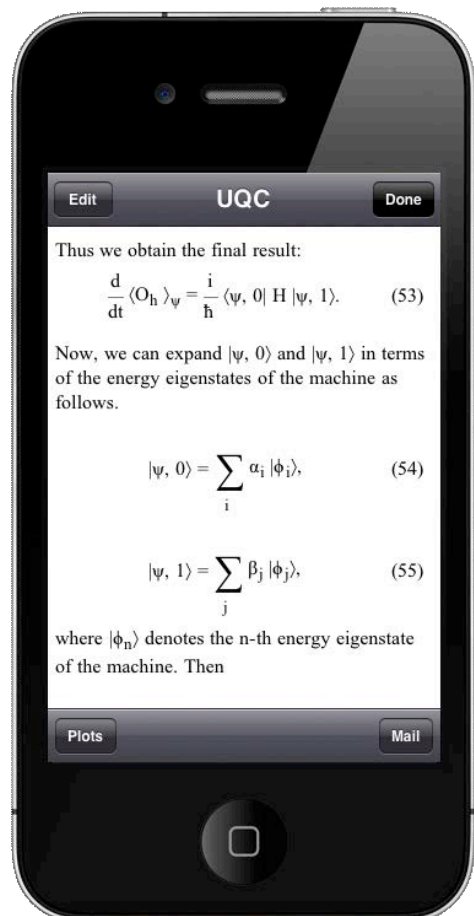 Edit UQC Done
Thus we obtain the final result:
d/dt ⟨O_h⟩_ψ = i/ħ ⟨ψ, 0| H |ψ, 1⟩. (53)
Now, we can expand |ψ, 0⟩ and |ψ, 1⟩ in terms
of the energy eigenstates of the machine as
follows.
|ψ, 0⟩ = ∑_i α_i |ϕ_i⟩, (54)
|ψ, 1⟩ = ∑_j β_j |ϕ_j⟩, (55)
where |ϕ_n⟩ denotes the n-th energy eigenstate
of the machine. Then
Plots Mail